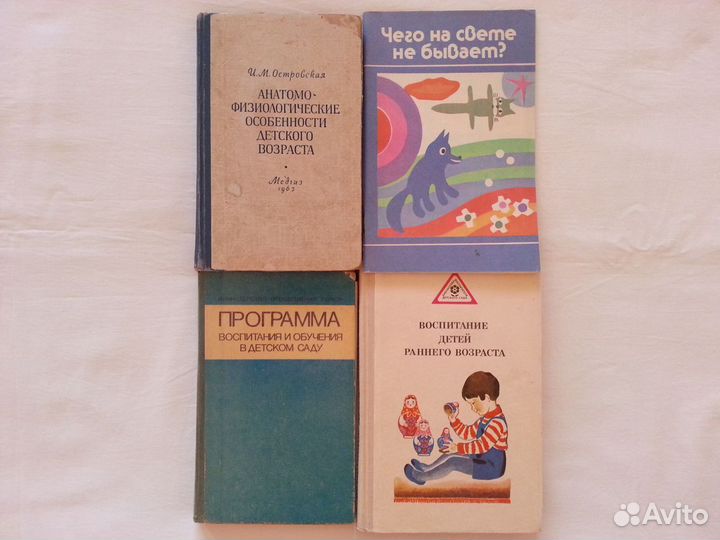 И.М. Островская
АНАТОМО-
ФИЗИОЛОГИЧЕСКИЕ
ОСОБЕННОСТИ
ДЕТСКОГО
ВОЗРАСТА
Медгиз
1963
Чего на свете
не бывает?
ПРОГРАММА
ВОСПИТАНИЯ И ОБУЧЕНИЯ
В ДЕТСКОМ САДУ
ВОСПИТАНИЕ
ДЕТЕЙ
РАННЕГО ВОЗРАСТА
Avito